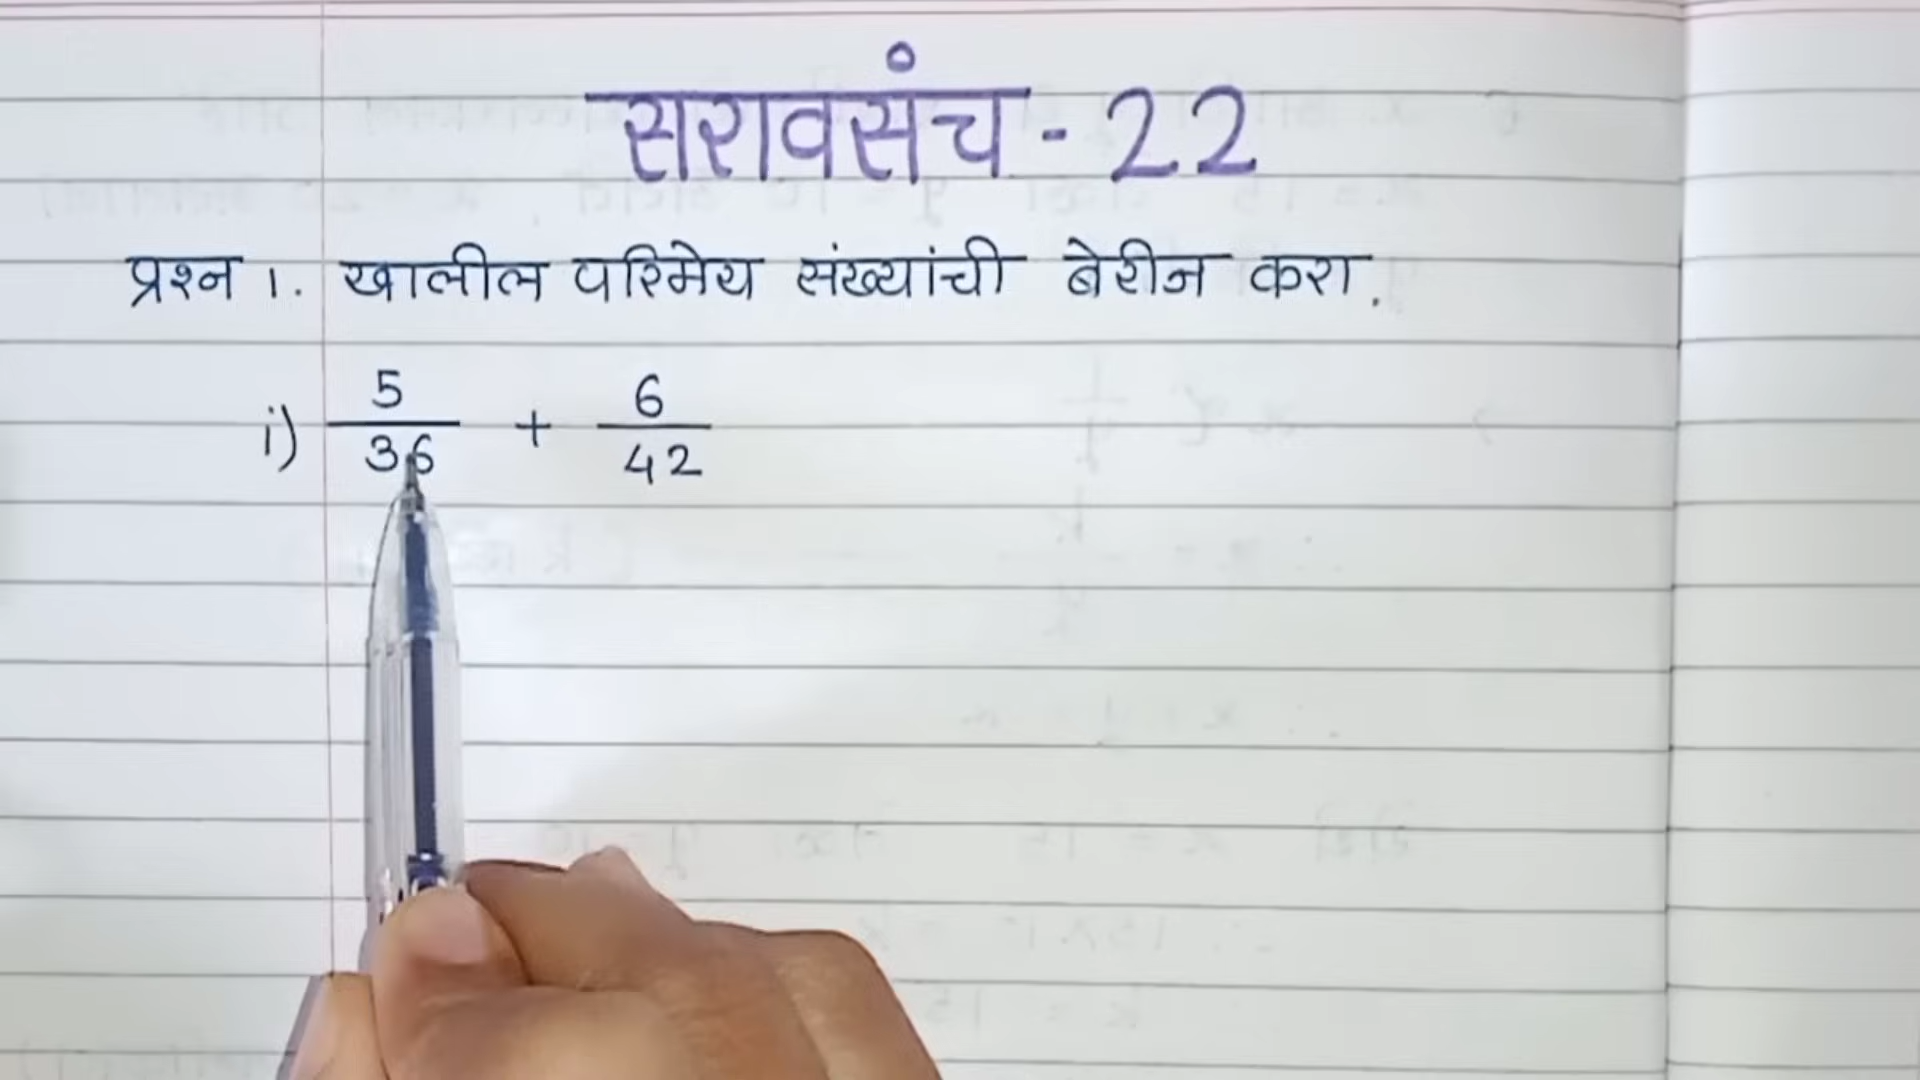 सरावसंच - 22
प्रश्न 1. खालील परिमेय संख्यांची बेरीज करा.
i) 5/36 + 6/42